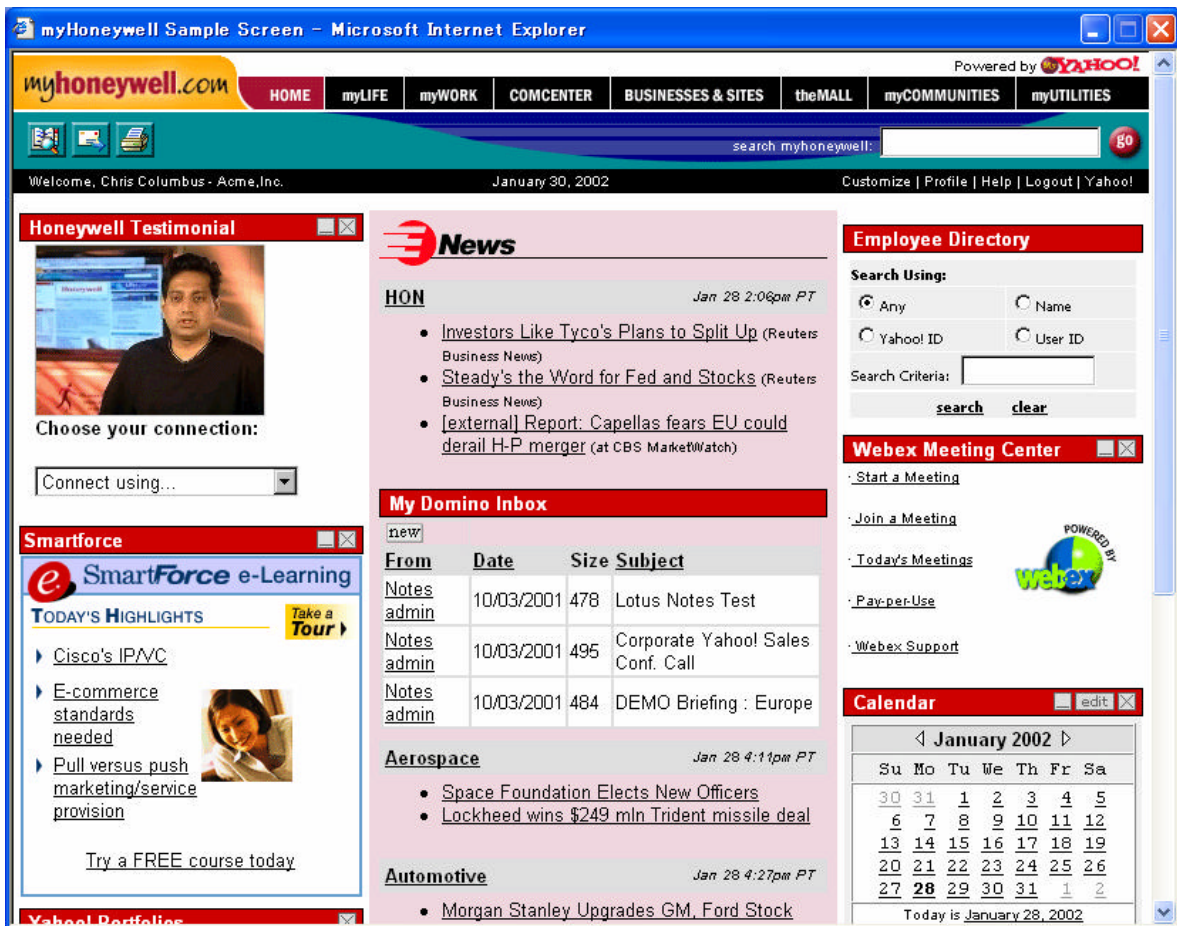 myHoneywell Sample Screen - Microsoft Internet Explorer
Powered by YAHOO!
myhoneywell.com
HOME myLIFE myWORK COMCENTER BUSINESSES & SITES theMALL myCOMMUNITIES myUTILITIES
search myhoneywell: go
Welcome, Chris Columbus - Acme,Inc. January 30, 2002 Customize | Profile | Help | Logout | Yahoo!
Honeywell Testimonial
Honeywell
Choose your connection:
Connect using...
Smartforce
e. SmartForce e-Learning
TODAY'S HIGHLIGHTS
Take a
Tour
Cisco's IP/VC
E-commerce
standards
needed
Pull versus push
marketing/service
provision
Try a FREE course today
Yahoo! Portfolios
News
HON Jan 28 2:06pm PT
• Investors Like Tyco's Plans to Split Up (Reuters
Business News)
• Steady's the Word for Fed and Stocks (Reuters
Business News)
• [external] Report: Capellas fears EU could
derail H-P merger (at CBS MarketWatch)
My Domino Inbox
new
From Date Size Subject
Notes
admin 10/03/2001 478 Lotus Notes Test
Notes
admin 10/03/2001 495 Corporate Yahoo! Sales
Conf. Call
Notes
admin 10/03/2001 484 DEMO Briefing : Europe
Aerospace Jan 28 4:11pm PT
• Space Foundation Elects New Officers
• Lockheed wins $249 mln Trident missile deal
Automotive Jan 28 4:27pm PT
• Morgan Stanley Upgrades GM, Ford Stock
Employee Directory
Search Using:
Any Name
Yahoo! ID User ID
Search Criteria:
search clear
Webex Meeting Center
· Start a Meeting
· Join a Meeting
· Today's Meetings
· Pay-per-Use
· Webex Support
POWERED BY
webex
Calendar edit
January 2002
Su Mo Tu We Th Fr Sa
30 31 1 2 3 4 5
6 7 8 9 10 11 12
13 14 15 16 17 18 19
20 21 22 23 24 25 26
27 28 29 30 31 1 2
Today is January 28, 2002